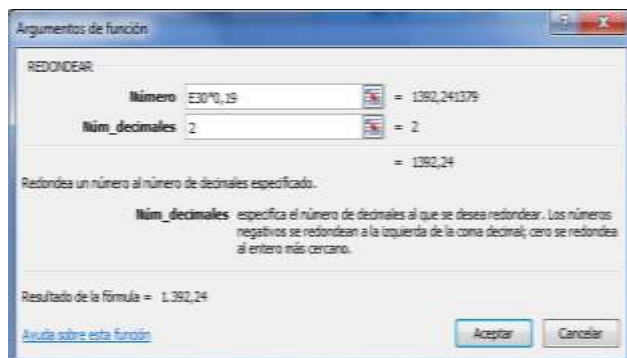 Argumentos de función
REDONDEAR
Número E30*0,19 = 1392,241379
Núm_decimales 2 = 2
= 1392,24
Redondea un número al número de decimales especificado.
Núm_decimales especifica el número de decimales al que se desea redondear. Los números
negativos se redondean a la izquierda de la coma decimal; cero se redondea
al entero más cercano.
Resultado de la fórmula = 1.392,24
Ayuda sobre esta función
Aceptar Cancelar